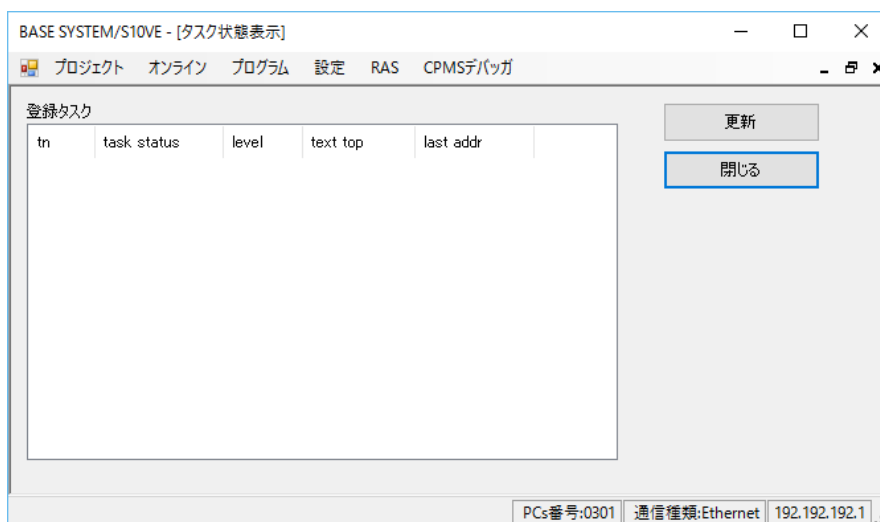 BASE SYSTEM/S10VE - [タスク状態表示]
プロジェクト オンライン プログラム 設定 RAS CPMSデバッガ
登録タスク
更新
tn task status level text top last addr
閉じる
PCs番号:0301 通信種類:Ethernet 192.192.192.1